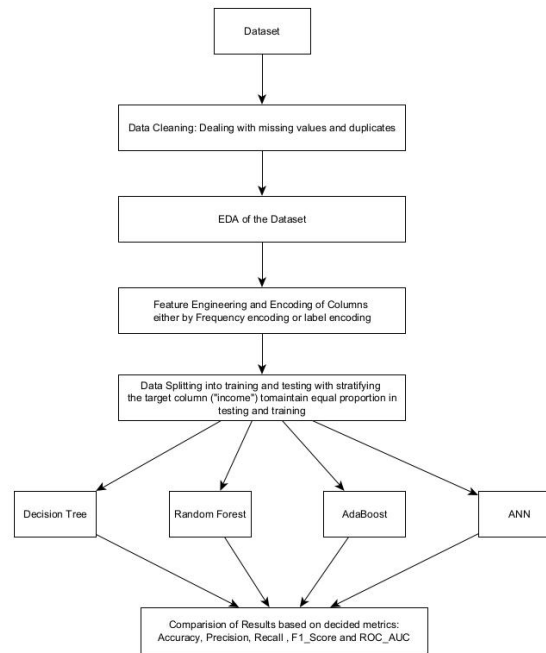 Dataset
Data Cleaning: Dealing with missing values and duplicates
EDA of the Dataset
Feature Engineering and Encoding of Columns
either by Frequency encoding or label encoding
Data Splitting into training and testing with stratifying
the target column ("income") tomaintain equal proportion in
testing and training
Decision Tree
Random Forest
AdaBoost
ANN
Comparision of Results based on decided metrics:
Accuracy, Precision, Recall , F1_Score and ROC_AUC